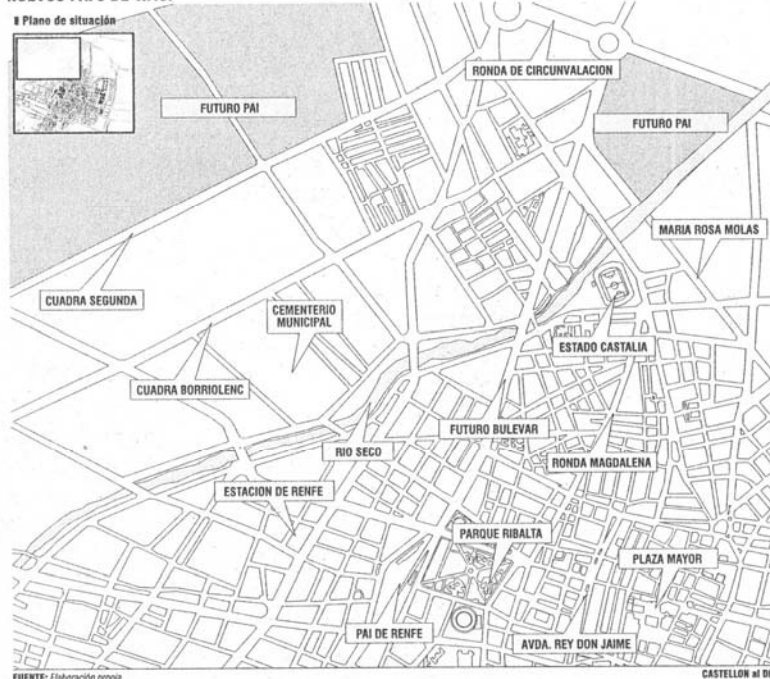 Plano de situación
RONDA DE CIRCUNVALACION
FUTURO PAI
FUTURO PAI
MARIA ROSA MOLAS
CUADRA SEGUNDA
CEMENTERIO
MUNICIPAL
ESTADO CASTALIA
CUADRA BORRIOLENC
FUTURO BULEVAR
RIO SECO
RONDA MAGDALENA
ESTACION DE RENFE
PARQUE RIBALTA
PLAZA MAYOR
PAI DE RENFE
AVDA. REY DON JAIME
FUENTE: Elaboración propia
CASTELLON al